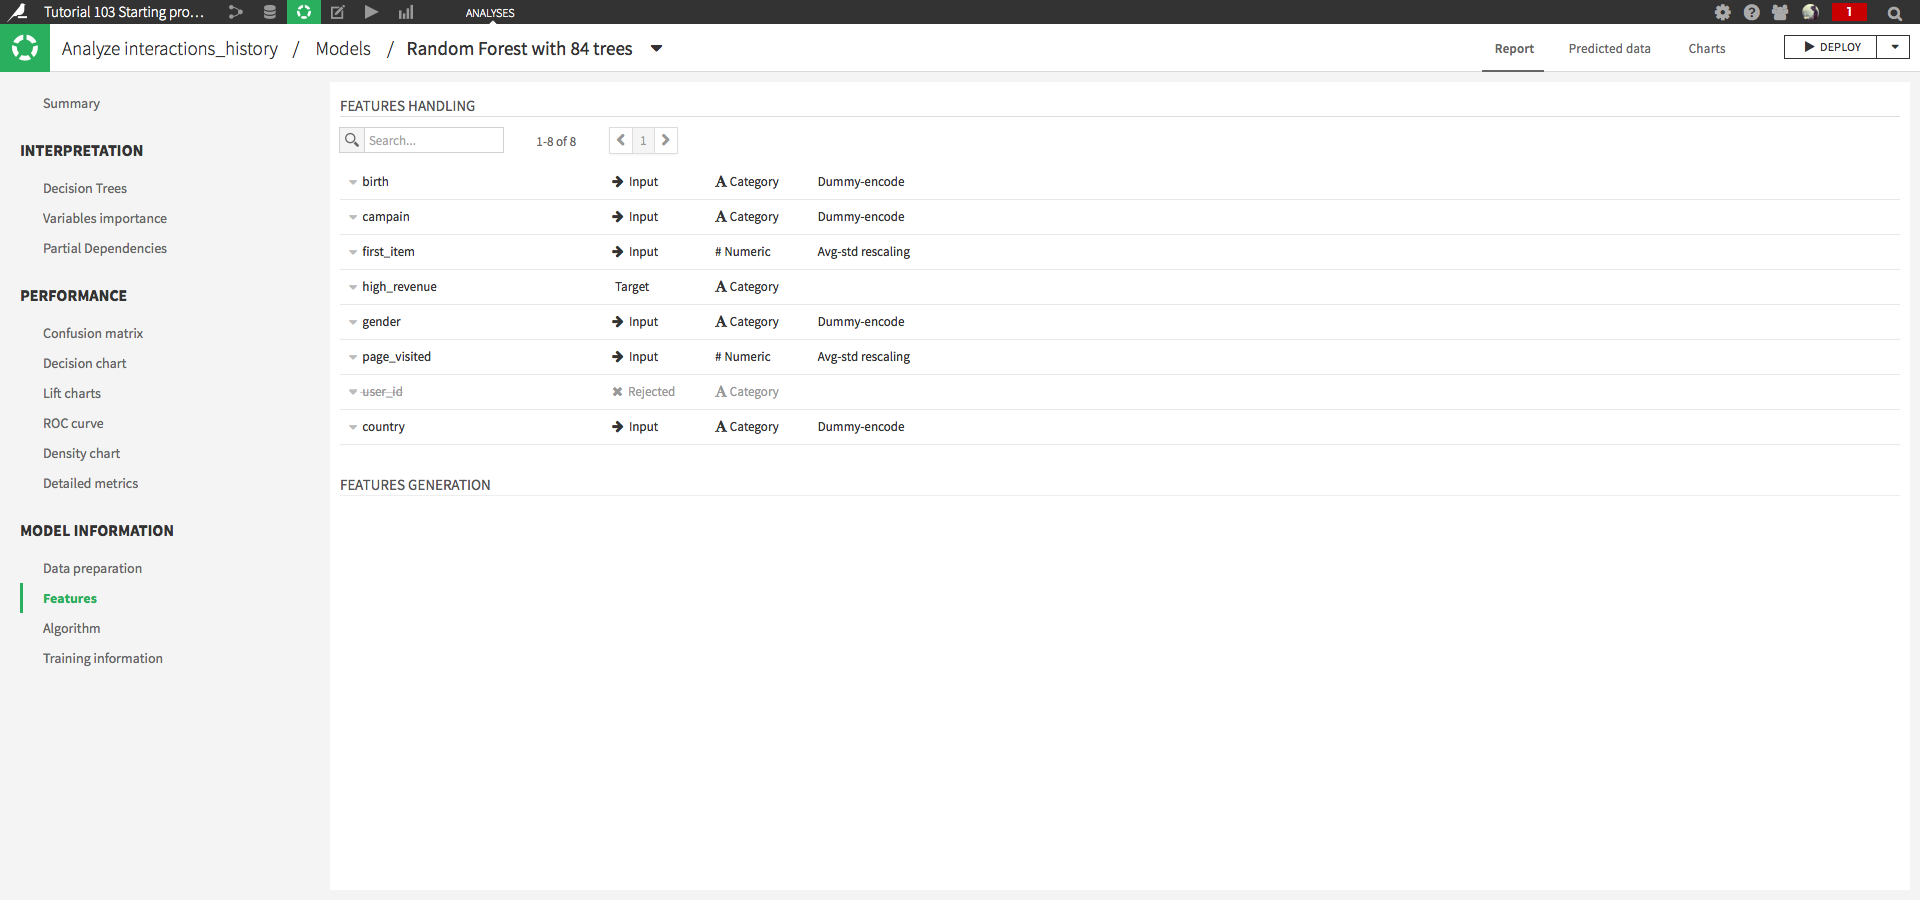 Tutorial 103 Starting pro...
ANALYSES
1
Analyze interactions_history / Models / Random Forest with 84 trees
Report
Predicted data
Charts
DEPLOY
Summary
INTERPRETATION
Decision Trees
Variables importance
Partial Dependencies
PERFORMANCE
Confusion matrix
Decision chart
Lift charts
ROC curve
Density chart
Detailed metrics
MODEL INFORMATION
Data preparation
Features
Algorithm
Training information
FEATURES HANDLING
Search... 1-8 of 8 1
birth Input A Category Dummy-encode
campain Input A Category Dummy-encode
first_item Input # Numeric Avg-std rescaling
high_revenue Target A Category
gender Input A Category Dummy-encode
page_visited Input # Numeric Avg-std rescaling
user_id Rejected A Category
country Input A Category Dummy-encode
FEATURES GENERATION